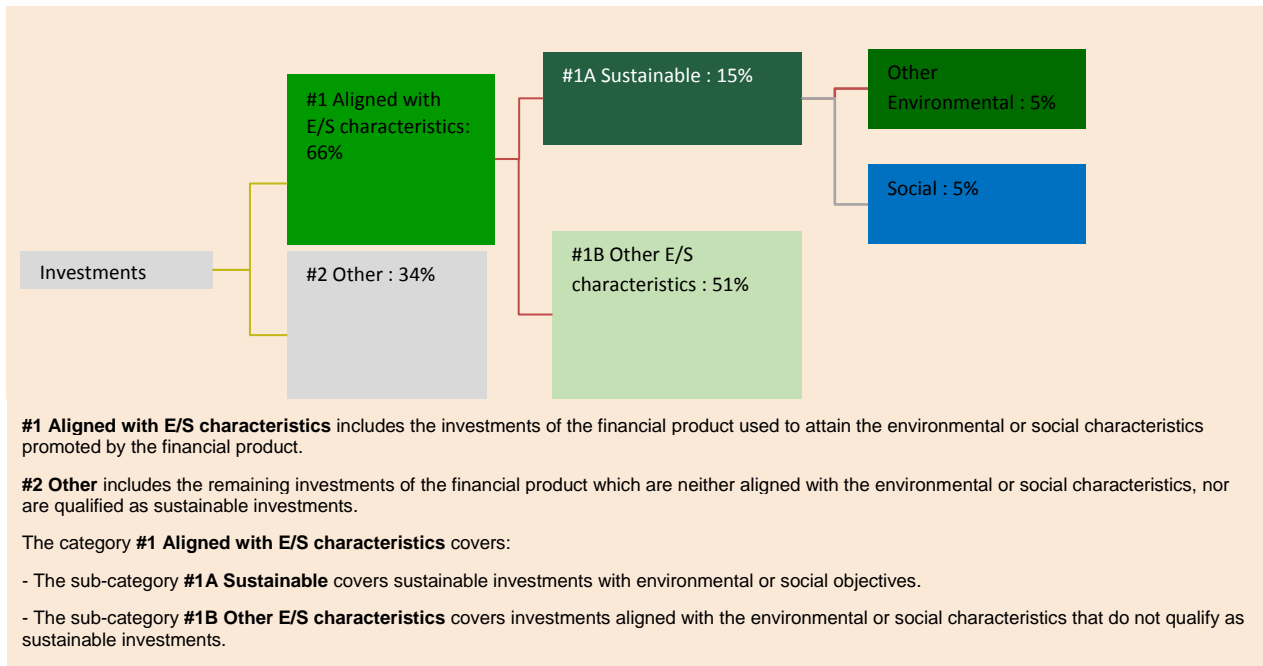 Investments
#1 Aligned with
E/S characteristics:
66%
#2 Other : 34%
#1A Sustainable : 15%
#1B Other E/S
characteristics : 51%
Other
Environmental : 5%
Social : 5%
#1 Aligned with E/S characteristics includes the investments of the financial product used to attain the environmental or social characteristics
promoted by the financial product.
#2 Other includes the remaining investments of the financial product which are neither aligned with the environmental or social characteristics, nor
are qualified as sustainable investments.
The category #1 Aligned with E/S characteristics covers:
- The sub-category #1A Sustainable covers sustainable investments with environmental or social objectives.
- The sub-category #1B Other E/S characteristics covers investments aligned with the environmental or social characteristics that do not qualify as
sustainable investments.